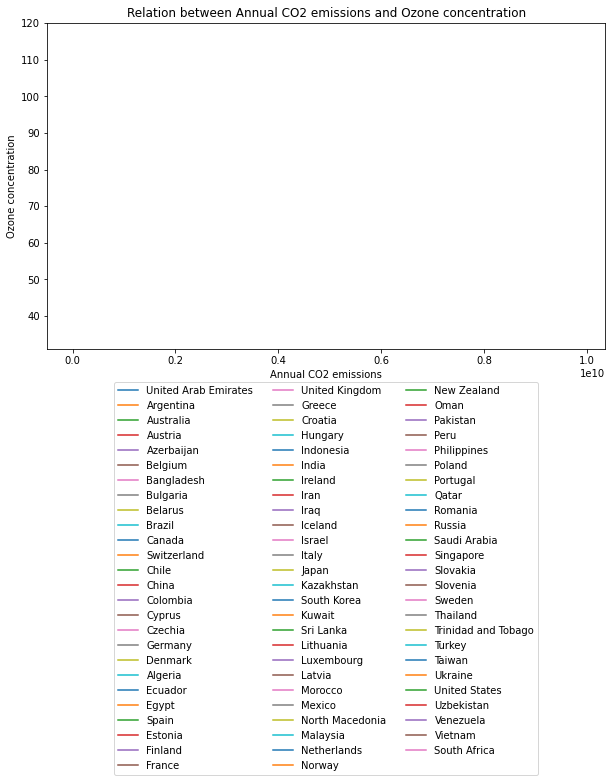 Relation between Annual CO2 emissions and Ozone concentration
120
110
100
90
80
70
60
50
40
Ozone concentration
0.0 0.2 0.4 0.6 0.8 1.0
1e10
Annual CO2 emissions
United Arab Emirates
Argentina
Australia
Austria
Azerbaijan
Belgium
Bangladesh
Bulgaria
Belarus
Brazil
Canada
Switzerland
Chile
China
Colombia
Cyprus
Czechia
Germany
Denmark
Algeria
Ecuador
Egypt
Spain
Estonia
Finland
France
United Kingdom
Greece
Croatia
Hungary
Indonesia
India
Ireland
Iran
Iraq
Iceland
Israel
Italy
Japan
Kazakhstan
South Korea
Kuwait
Sri Lanka
Lithuania
Luxembourg
Latvia
Morocco
Mexico
North Macedonia
Malaysia
Netherlands
Norway
New Zealand
Oman
Pakistan
Peru
Philippines
Poland
Portugal
Qatar
Romania
Russia
Saudi Arabia
Singapore
Slovakia
Slovenia
Sweden
Thailand
Trinidad and Tobago
Turkey
Taiwan
Ukraine
United States
Uzbekistan
Venezuela
Vietnam
South Africa